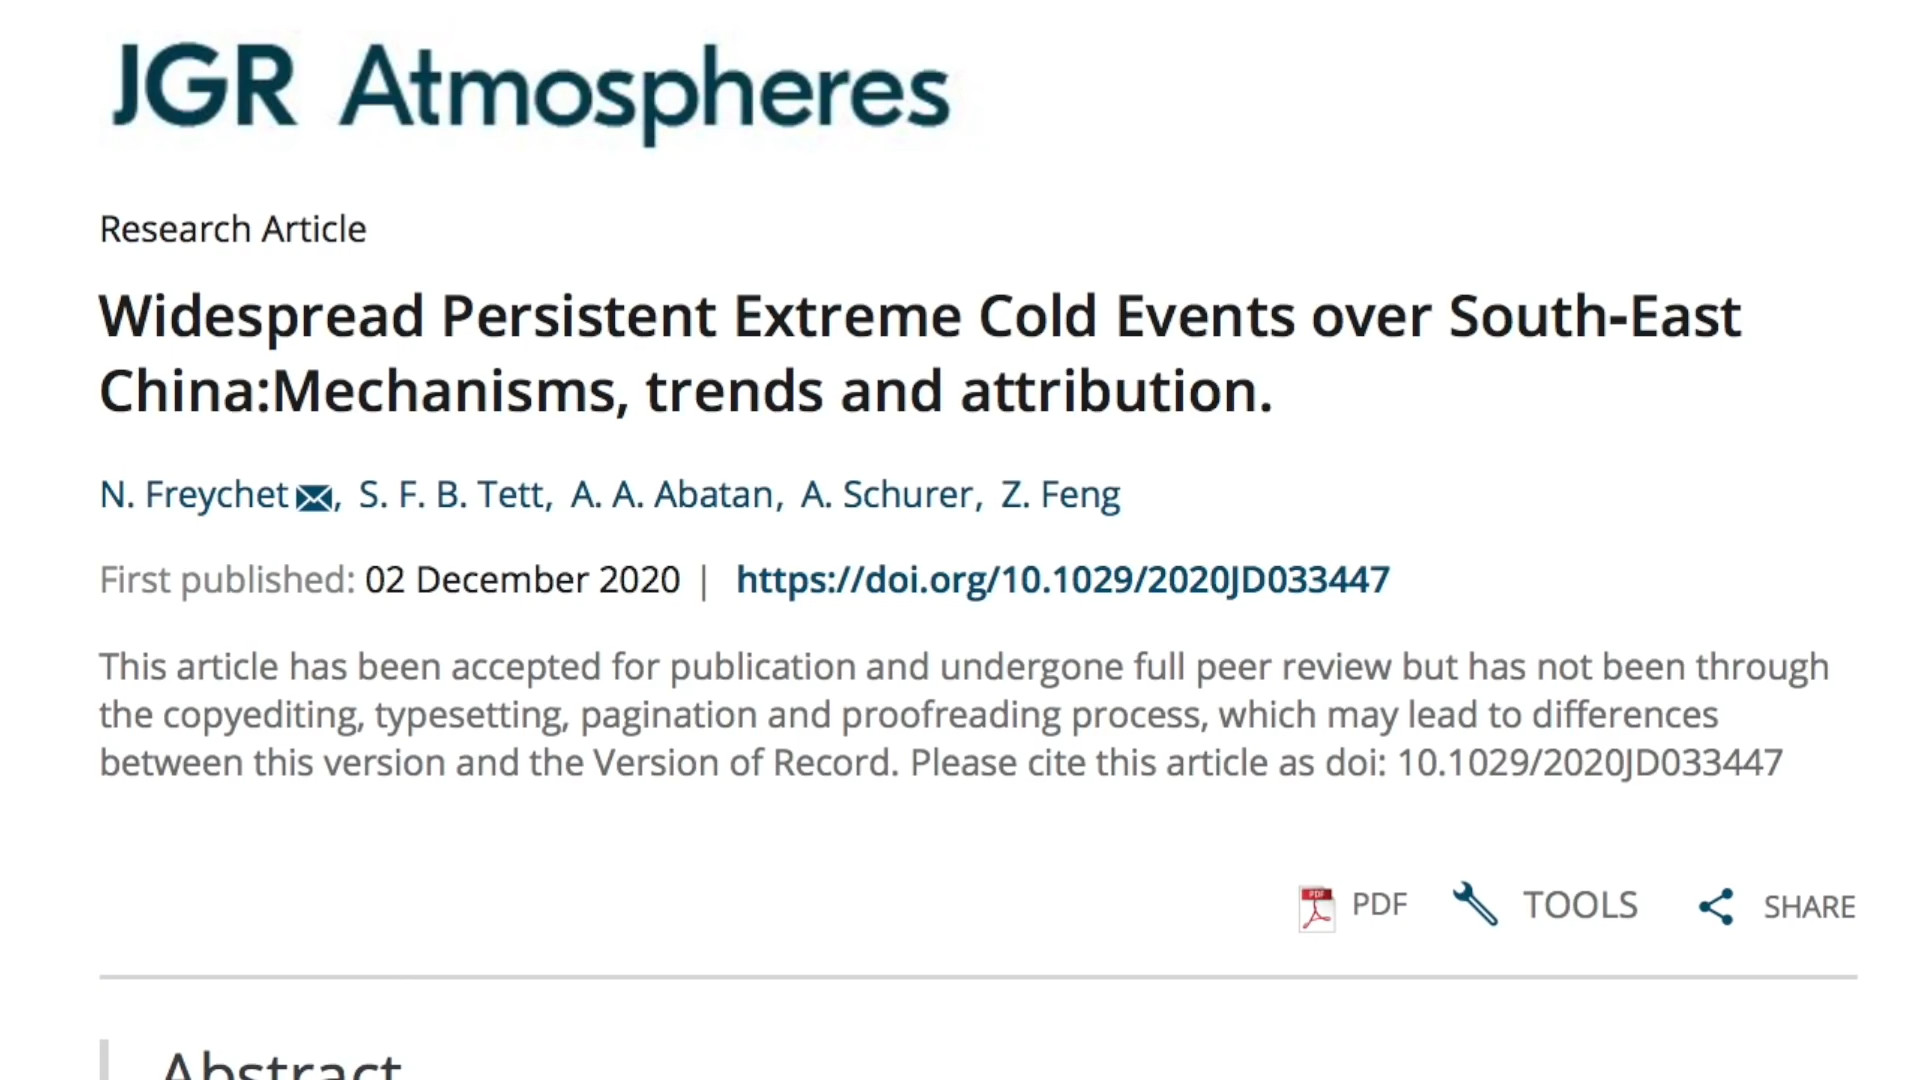 JGR Atmospheres
Research Article
Widespread Persistent Extreme Cold Events over South-East
China:Mechanisms, trends and attribution.
N. Freychet, S. F. B. Tett, A. A. Abatan, A. Schurer, Z. Feng
First published: 02 December 2020 | https://doi.org/10.1029/2020JD033447
This article has been accepted for publication and undergone full peer review but has not been through
the copyediting, typesetting, pagination and proofreading process, which may lead to differences
between this version and the Version of Record. Please cite this article as doi: 10.1029/2020JD033447
PDF PDF TOOLS SHARE
Abstract